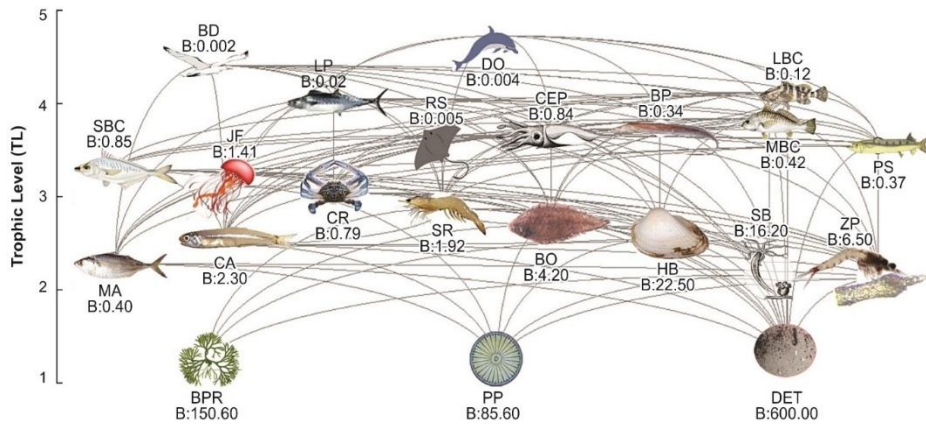 5
BD
B:0.002
DO
B:0.004
LBC
B:0.12
LP
B:0.02
4
RS
B:0.005
CEP
B:0.84
BP
B:0.34
MBC
B:0.42
SBC
B:0.85
JF
B:1.41
PS
B:0.37
Trophic Level (TL)
3
CR
B:0.79
SR
B:1.92
BO
B:4.20
HB
B:22.50
SB
B:16.20
ZP
B:6.50
MA
B:0.40
CA
B:2.30
2
BPR
B:150.60
PP
B:85.60
DET
B:600.00
1